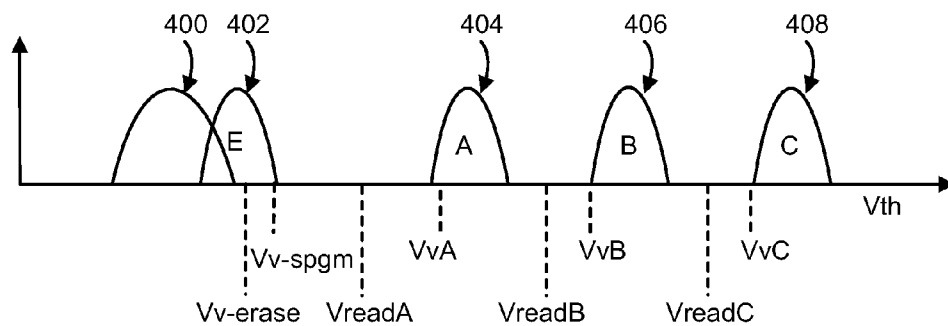 400 402 404 406 408
E A B C
Vth
Vv-spgm VvA VvB VvC
Vv-erase VreadA VreadB VreadC